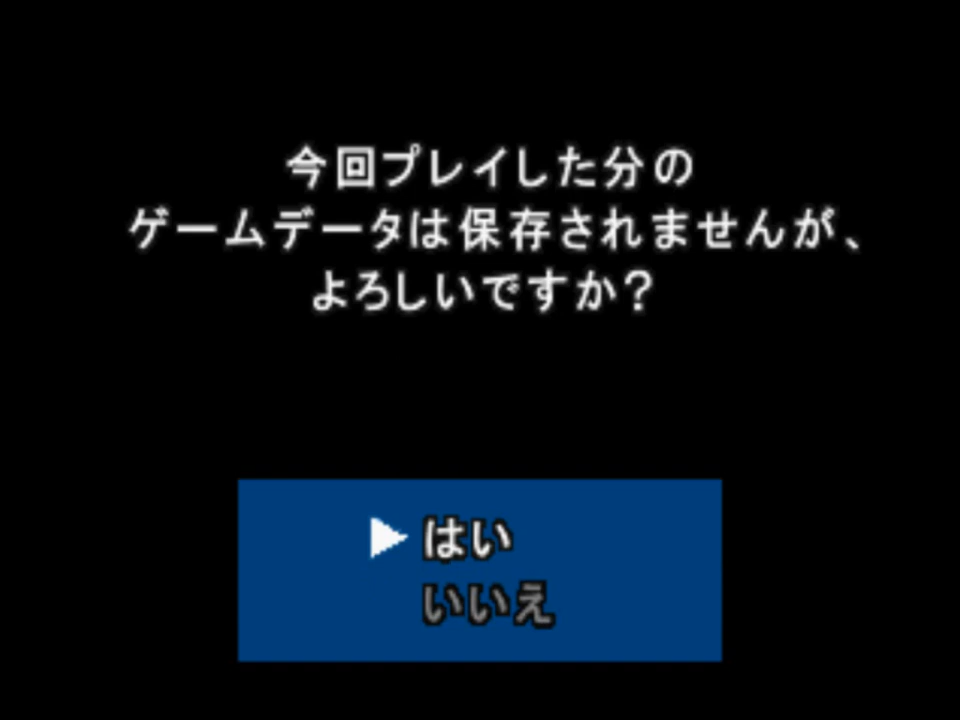 今回プレイした分の
ゲームデータは保存されませんが、
よろしいですか?
▶はい
いいえ